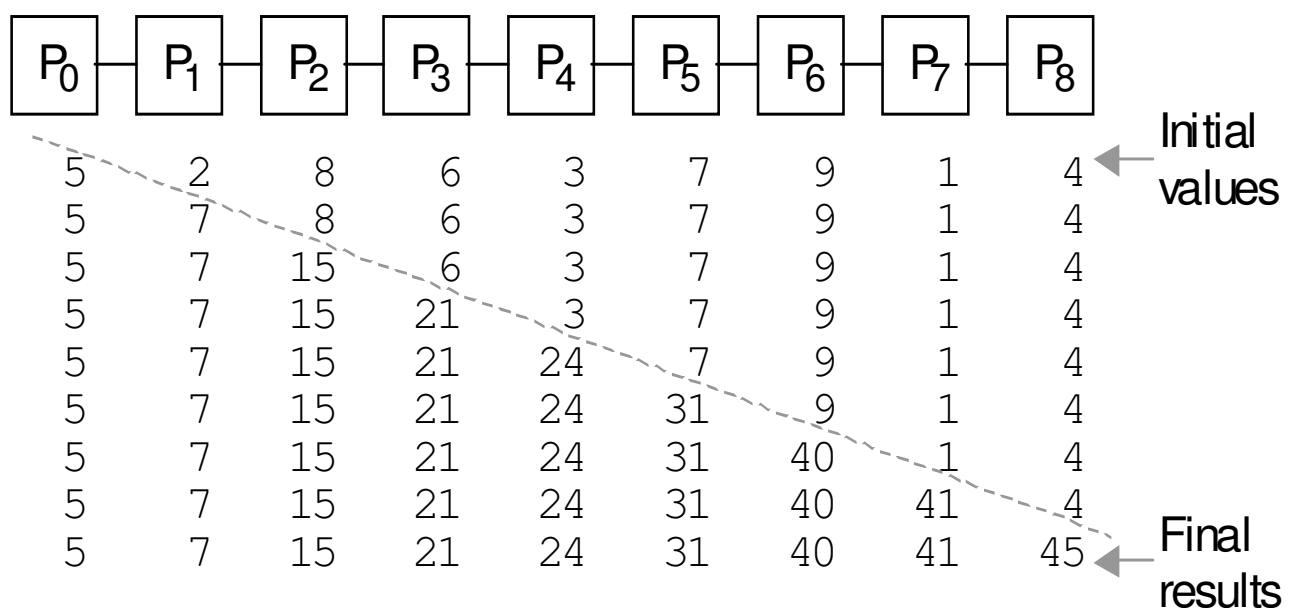 P0 P1 P2 P3 P4 P5 P6 P7 P8
Initial
values
5 2 8 6 3 7 9 1 4
5 7 8 6 3 7 9 1 4
5 7 15 6 3 7 9 1 4
5 7 15 21 3 7 9 1 4
5 7 15 21 24 7 9 1 4
5 7 15 21 24 31 9 1 4
5 7 15 21 24 31 40 1 4
5 7 15 21 24 31 40 41 4
5 7 15 21 24 31 40 41 45
Final
results